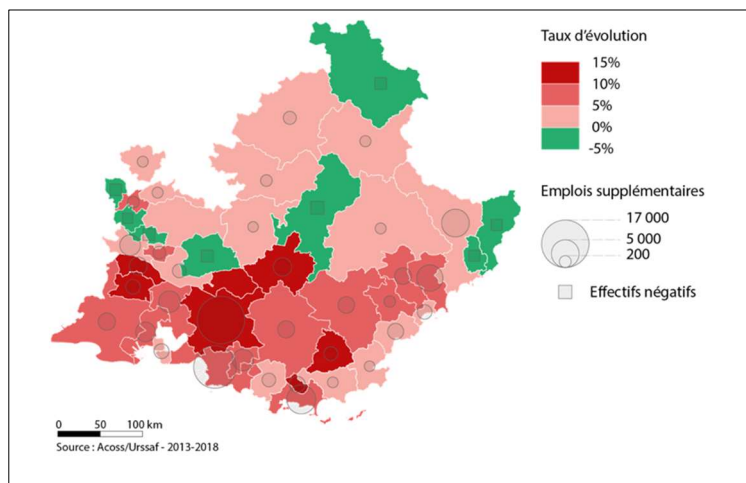 Taux d'évolution
15%
10%
5%
0%
-5%
Emplois supplémentaires
17 000
5 000
200
Effectifs négatifs
0 50 100 km
Source : Acoss/Urssaf - 2013-2018